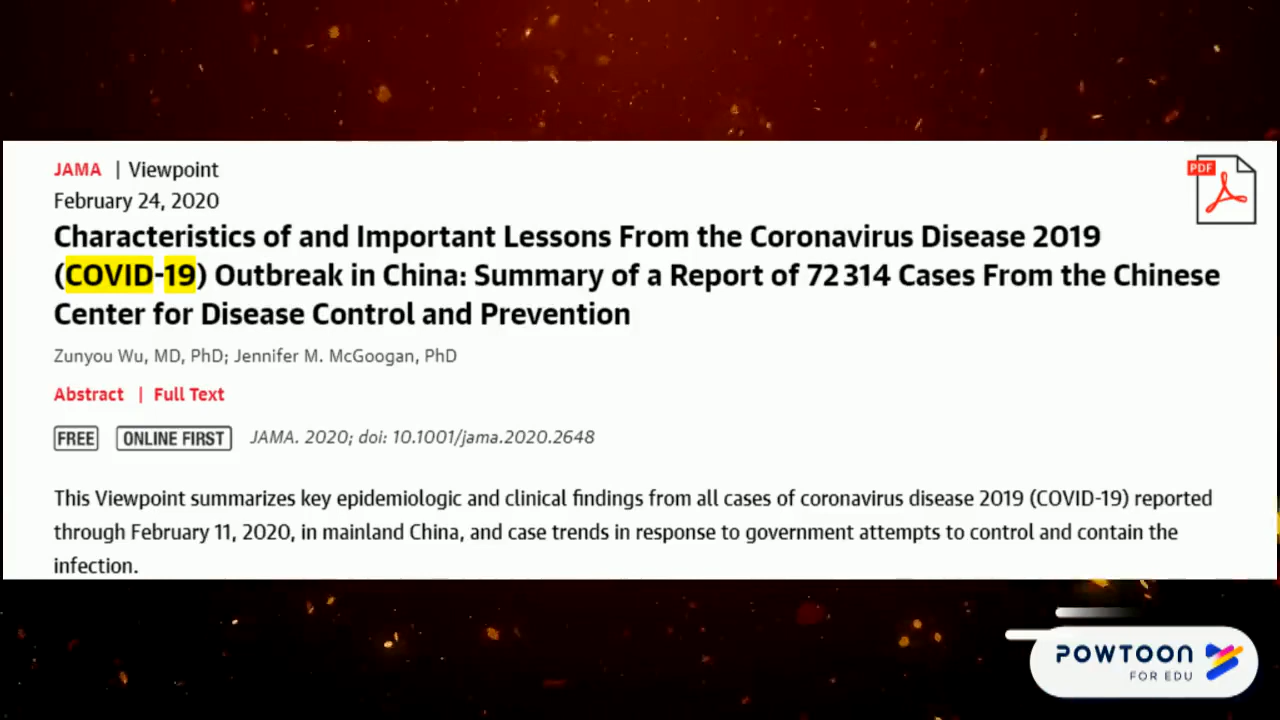 JAMA | Viewpoint
PDF
February 24, 2020
Characteristics of and Important Lessons From the Coronavirus Disease 2019
(COVID-19) Outbreak in China: Summary of a Report of 72 314 Cases From the Chinese
Center for Disease Control and Prevention
Zunyou Wu, MD, PhD; Jennifer M. McGoogan, PhD
Abstract | Full Text
FREE ONLINE FIRST JAMA. 2020; doi: 10.1001/jama.2020.2648
This Viewpoint summarizes key epidemiologic and clinical findings from all cases of coronavirus disease 2019 (COVID-19) reported
through February 11, 2020, in mainland China, and case trends in response to government attempts to control and contain the
infection.
POWTOON
FOR EDU